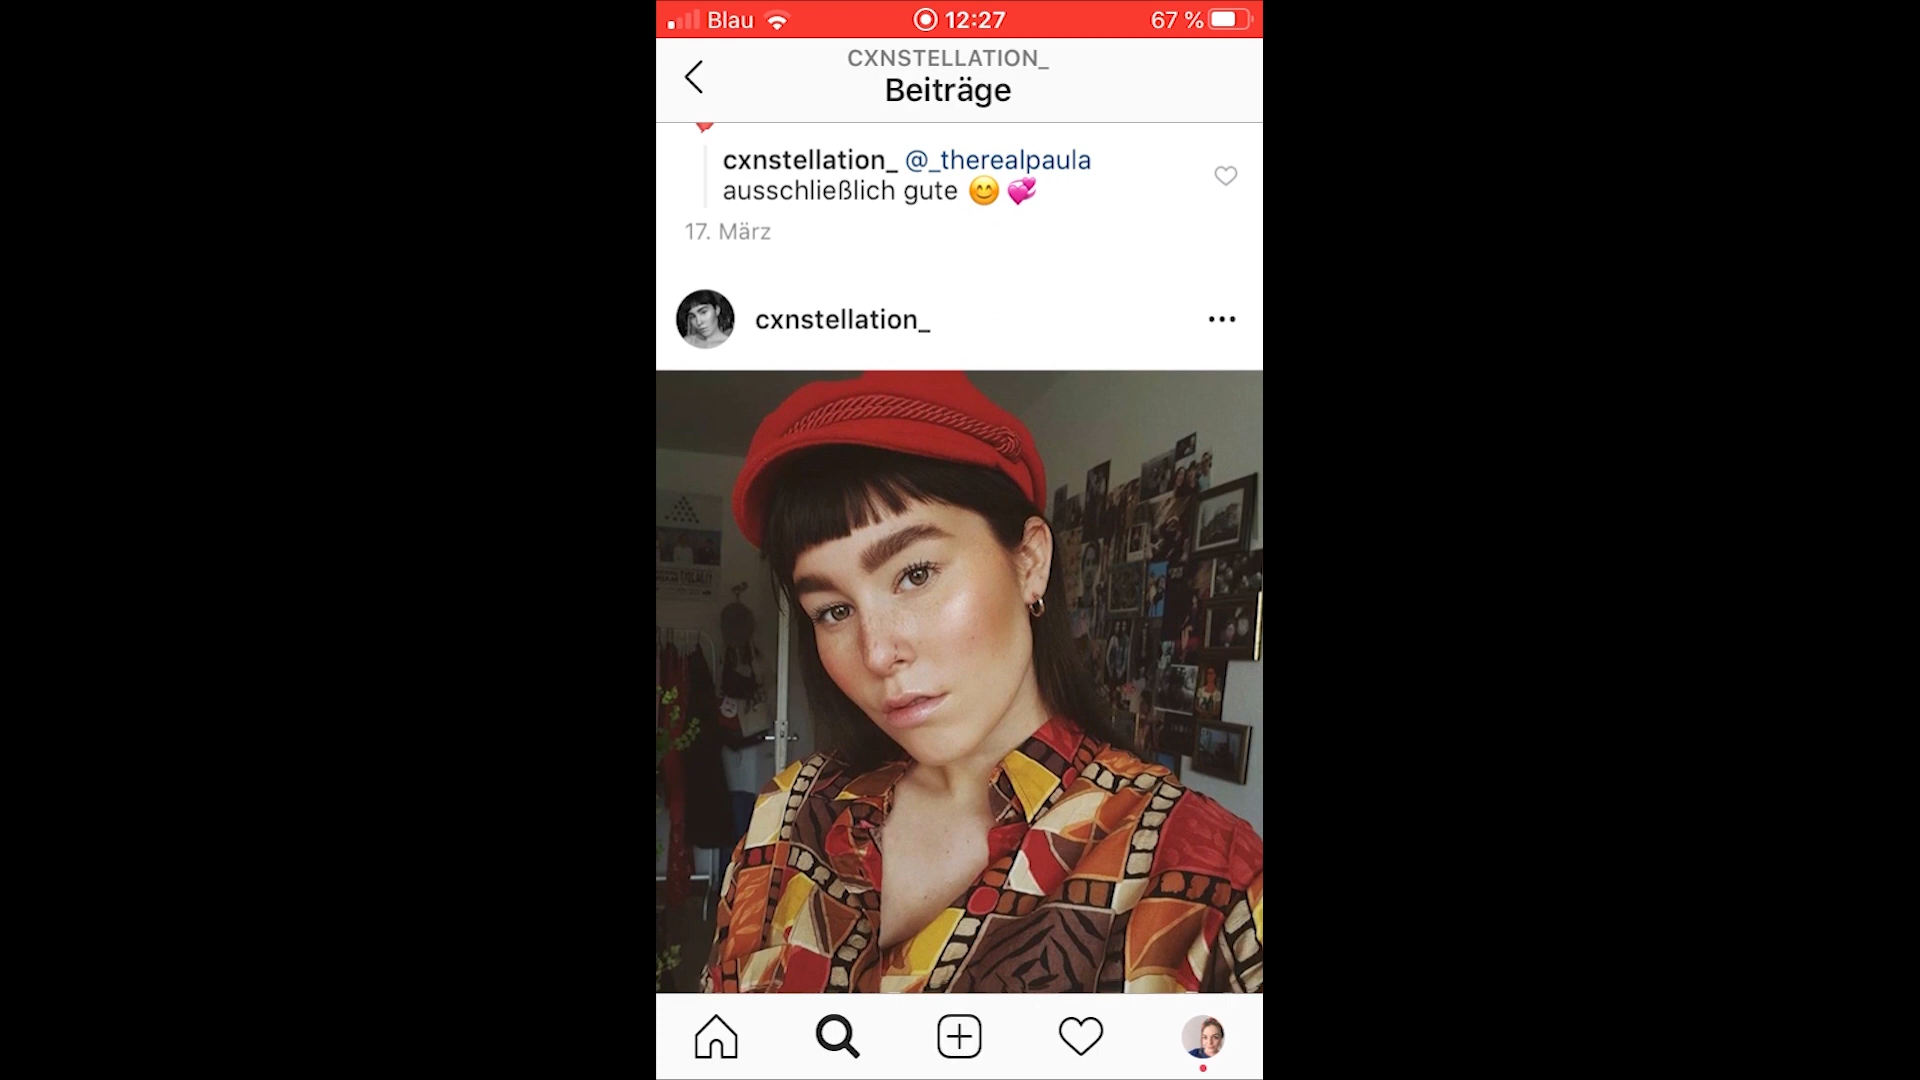 Blau 12:27 67 %
CXNSTELLATION_
Beiträge
cxnstellation_ @_therealpaula
ausschließlich gute 😊 💞
17. März
cxnstellation_